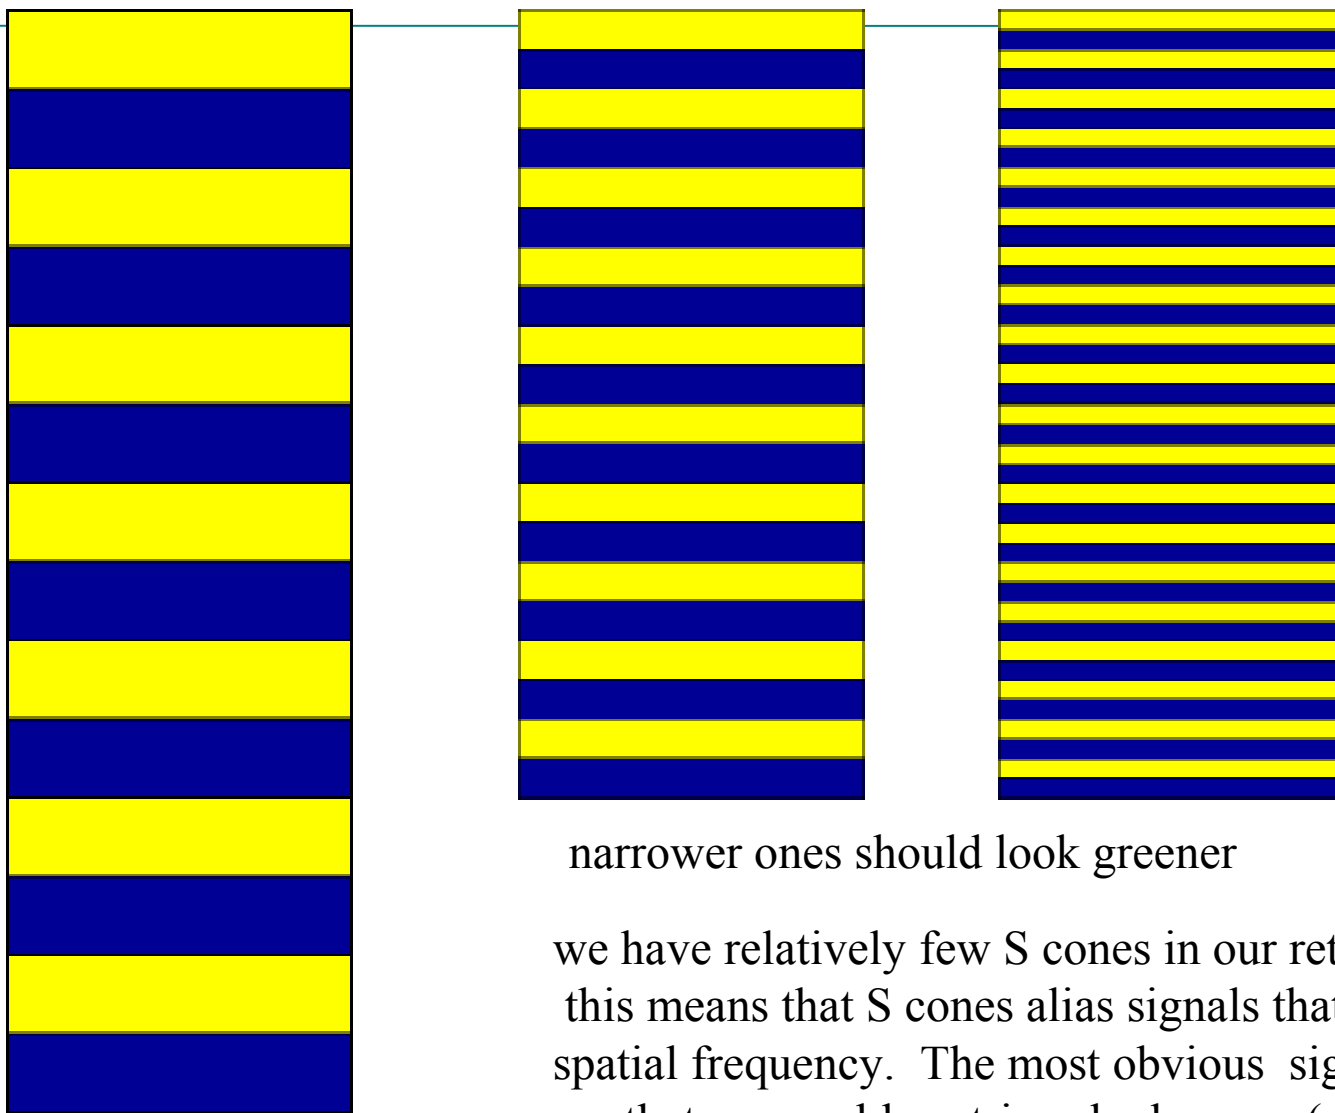 narrower ones should look greener
we have relatively few S cones in our
this means that S cones alias signals
spatial frequency. The most obvious